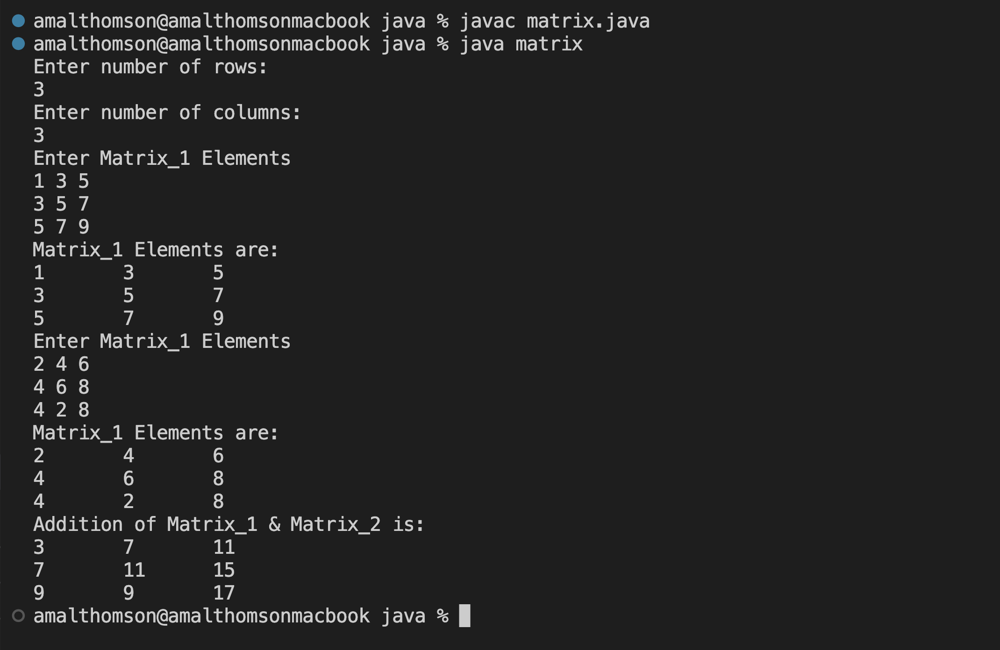 amalthomson@amalthomsonmacbook java % javac matrix.java
amalthomson@amalthomsonmacbook java % java matrix
Enter number of rows:
3
Enter number of columns:
3
Enter Matrix_1 Elements
1 3 5
3 5 7
5 7 9
Matrix_1 Elements are:
1 3 5
3 5 7
5 7 9
Enter Matrix_1 Elements
2 4 6
4 6 8
4 2 8
Matrix_1 Elements are:
2 4 6
4 6 8
4 2 8
Addition of Matrix_1 & Matrix_2 is:
3 7 11
7 11 15
9 9 17
amalthomson@amalthomsonmacbook java %